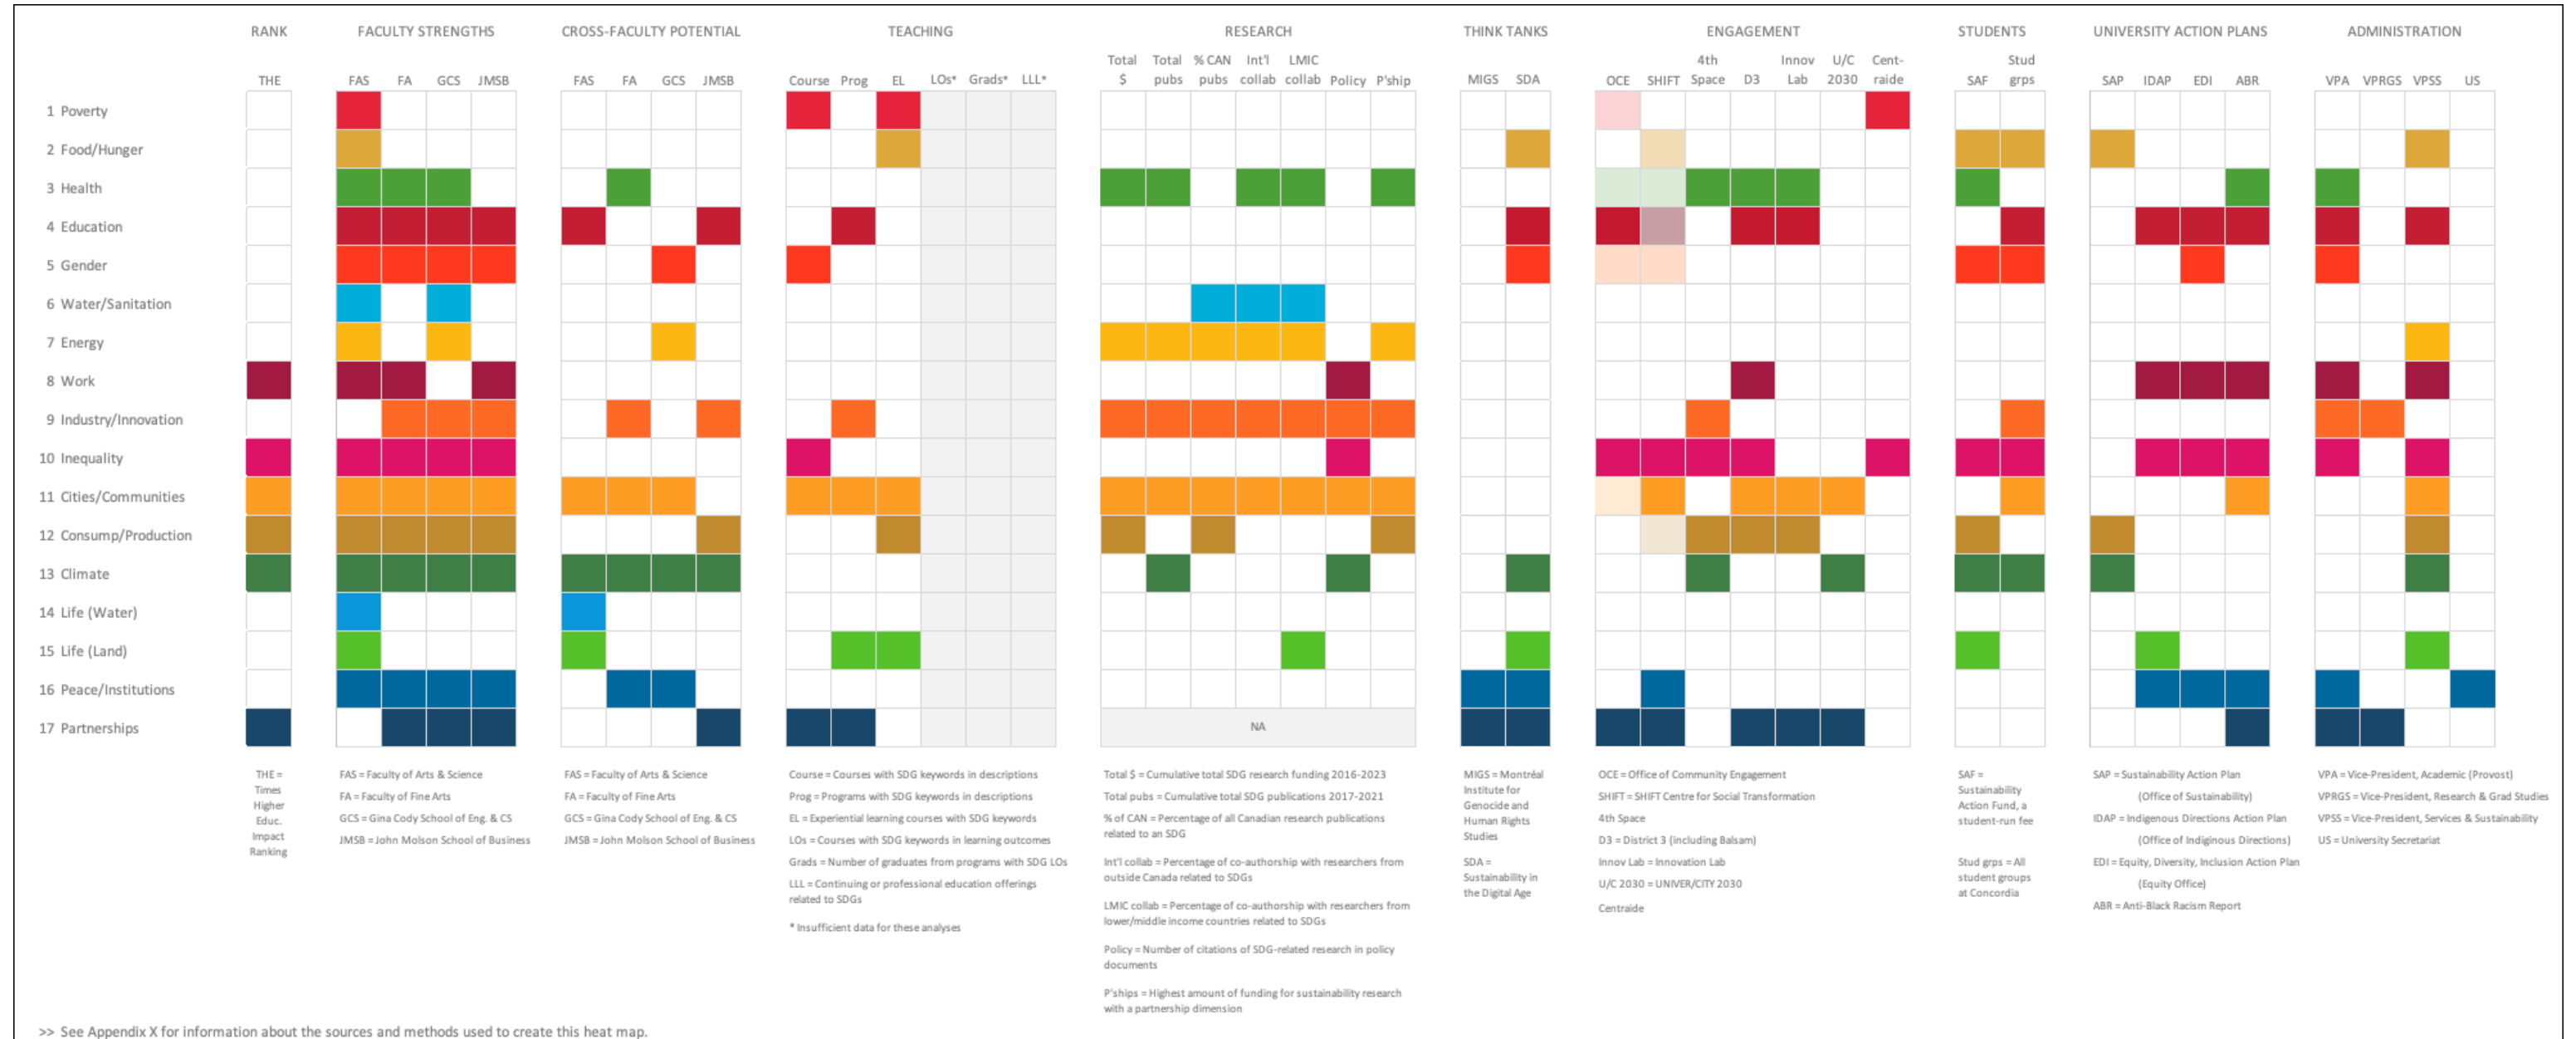 RANK FACULTY STRENGTHS CROSS-FACULTY POTENTIAL TEACHING RESEARCH THINK TANKS ENGAGEMENT STUDENTS UNIVERSITY ACTION PLANS ADMINISTRATION
THE FAS FA GCS JMSB FAS FA GCS JMSB Course Prog EL LOs* Grads* LLL* Total $ Total pubs % CAN pubs Int'l collab LMIC collab Policy P'ship MIGS SDA OCE SHIFT 4th Space D3 Innov Lab U/C 2030 Cent-raide SAF Stud grps SAP IDAP EDI ABR VPA VPRGS VPSS US
1 Poverty
2 Food/Hunger
3 Health
4 Education
5 Gender
6 Water/Sanitation
7 Energy
8 Work
9 Industry/Innovation
10 Inequality
11 Cities/Communities
12 Consump/Production
13 Climate
14 Life (Water)
15 Life (Land)
16 Peace/Institutions
17 Partnerships
NA
THE =
Times
Higher
Educ.
Impact
Ranking
FAS = Faculty of Arts & Science
FA = Faculty of Fine Arts
GCS = Gina Cody School of Eng. & CS
JMSB = John Molson School of Business
FAS = Faculty of Arts & Science
FA = Faculty of Fine Arts
GCS = Gina Cody School of Eng. & CS
JMSB = John Molson School of Business
Course = Courses with SDG keywords in descriptions
Prog = Programs with SDG keywords in descriptions
EL = Experiential learning courses with SDG keywords
LOs = Courses with SDG keywords in learning outcomes
Grads = Number of graduates from programs with SDG LOs
LLL = Continuing or professional education offerings
related to SDGs
* Insufficient data for these analyses
Total $ = Cumulative total SDG research funding 2016-2023
Total pubs = Cumulative total SDG publications 2017-2021
% of CAN = Percentage of all Canadian research publications
related to an SDG
Int'l collab = Percentage of co-authorship with researchers from
outside Canada related to SDGs
LMIC collab = Percentage of co-authorship with researchers from
lower/middle income countries related to SDGs
Policy = Number of citations of SDG-related research in policy
documents
P'ships = Highest amount of funding for sustainability research
with a partnership dimension
MIGS = Montréal
Institute for
Genocide and
Human Rights
Studies
SDA =
Sustainability in
the Digital Age
OCE = Office of Community Engagement
SHIFT = SHIFT Centre for Social Transformation
4th Space
D3 = District 3 (including Balsam)
Innov Lab = Innovation Lab
U/C 2030 = UNIVER/CITY 2030
Centraide
SAF =
Sustainability
Action Fund, a
student-run fee
Stud grps = All
student groups
at Concordia
SAP = Sustainability Action Plan
(Office of Sustainability)
IDAP = Indigenous Directions Action Plan
(Office of Indiginous Directions)
EDI = Equity, Diversity, Inclusion Action Plan
(Equity Office)
ABR = Anti-Black Racism Report
VPA = Vice-President, Academic (Provost)
VPRGS = Vice-President, Research & Grad Studies
VPSS = Vice-President, Services & Sustainability
US = University Secretariat
>> See Appendix X for information about the sources and methods used to create this heat map.